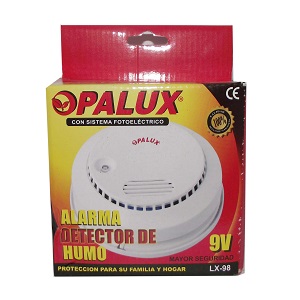 OPALUX®
CON SISTEMA FOTOELÉCTRICO
CE
100%
OPALUX
ALARMA
DETECTOR DE
HUMO
9V
MAYOR SEGURIDAD
PROTECCION PARA SU FAMILIA Y HOGAR
LX-98